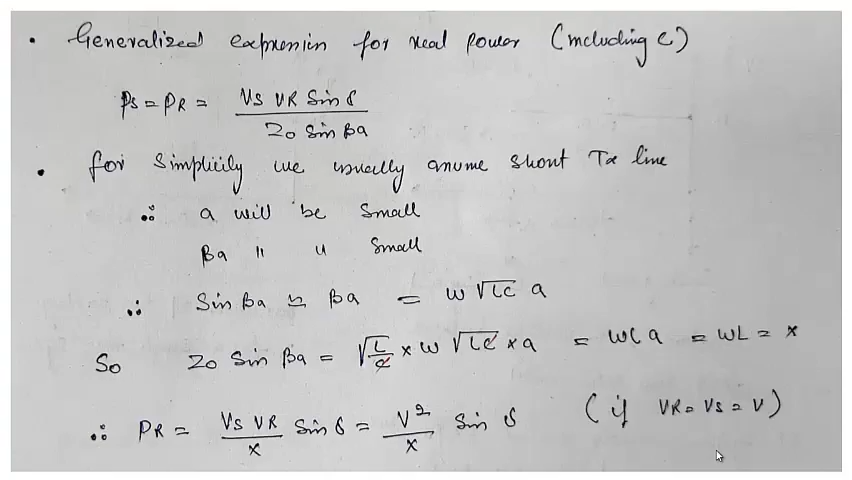 • Generalized expression for real power (including C)
Ps = PR = Vs VR Sin δ / Zo Sin βa
• for simplicity we usually assume short Tx line
∴ a will be small
βa " " small
∴ Sin βa ≃ βa = ω √LC a
So Zo Sin βa = √L/C × ω √LC × a = ωLa = ωL = X
∴ PR = Vs VR / X Sin δ = V² / X Sin δ (if VR = Vs = V)